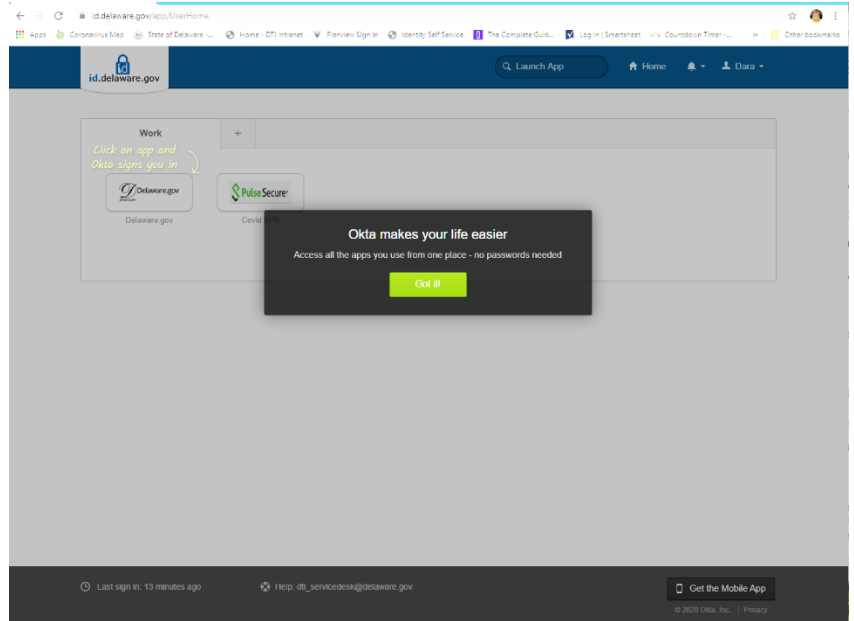 id.delaware.gov/app/UserHome
Apps Coronavirus Map State of Delaware -... Home - DTI Intranet Planview Sign In Identity Self Service The Complete Guid... Log In | Smartsheet Countdown Timer -... » Other bookmarks
id
id.delaware.gov
Launch App
Home
Dara
Work
+
Click an app and
Okta signs you in
Delaware.gov
Pulse Secure
Delaware.gov
Covid
Okta makes your life easier
Access all the apps you use from one place - no passwords needed
Got it!
Last sign in: 13 minutes ago
Help: dti_servicedesk@delaware.gov
Get the Mobile App
© 2020 Okta, Inc. | Privacy